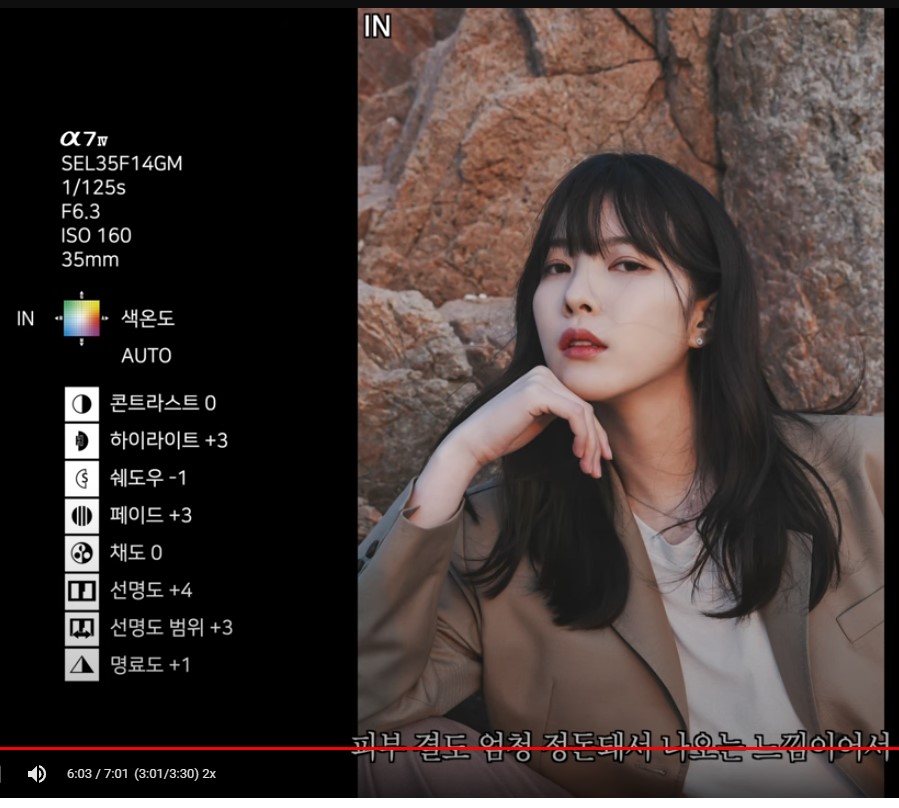 IN
α7IV
SEL35F14GM
1/125s
F6.3
ISO 160
35mm
IN 색온도
AUTO
콘트라스트 0
하이라이트 +3
쉐도우 -1
페이드 +3
채도 0
선명도 +4
선명도 범위 +3
명료도 +1
피부 결도 엄청 정돈돼서 나오는 느낌이어서
6:03 / 7:01 (3:01/3:30) 2x